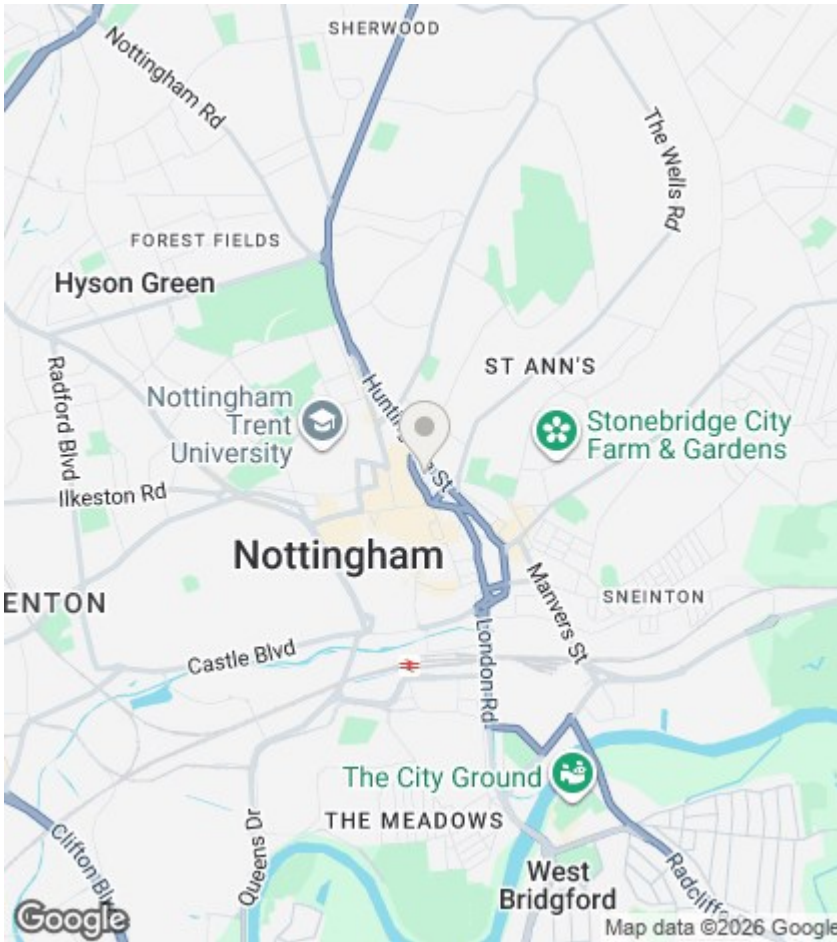 SHERWOOD
Nottingham Rd
The Wells Rd
FOREST FIELDS
Hyson Green
Radford Blvd
ST ANN'S
Nottingham
Trent
University
Stonebridge City
Farm & Gardens
Ilkeston Rd
Nottingham
ENTON
Manvers St
SNEINTON
Castle Blvd
London Rd
The City Ground
THE MEADOWS
Queens Dr
Clifton Blv
West
Bridgford
Radcliff
Google
Map data ©2026 Google